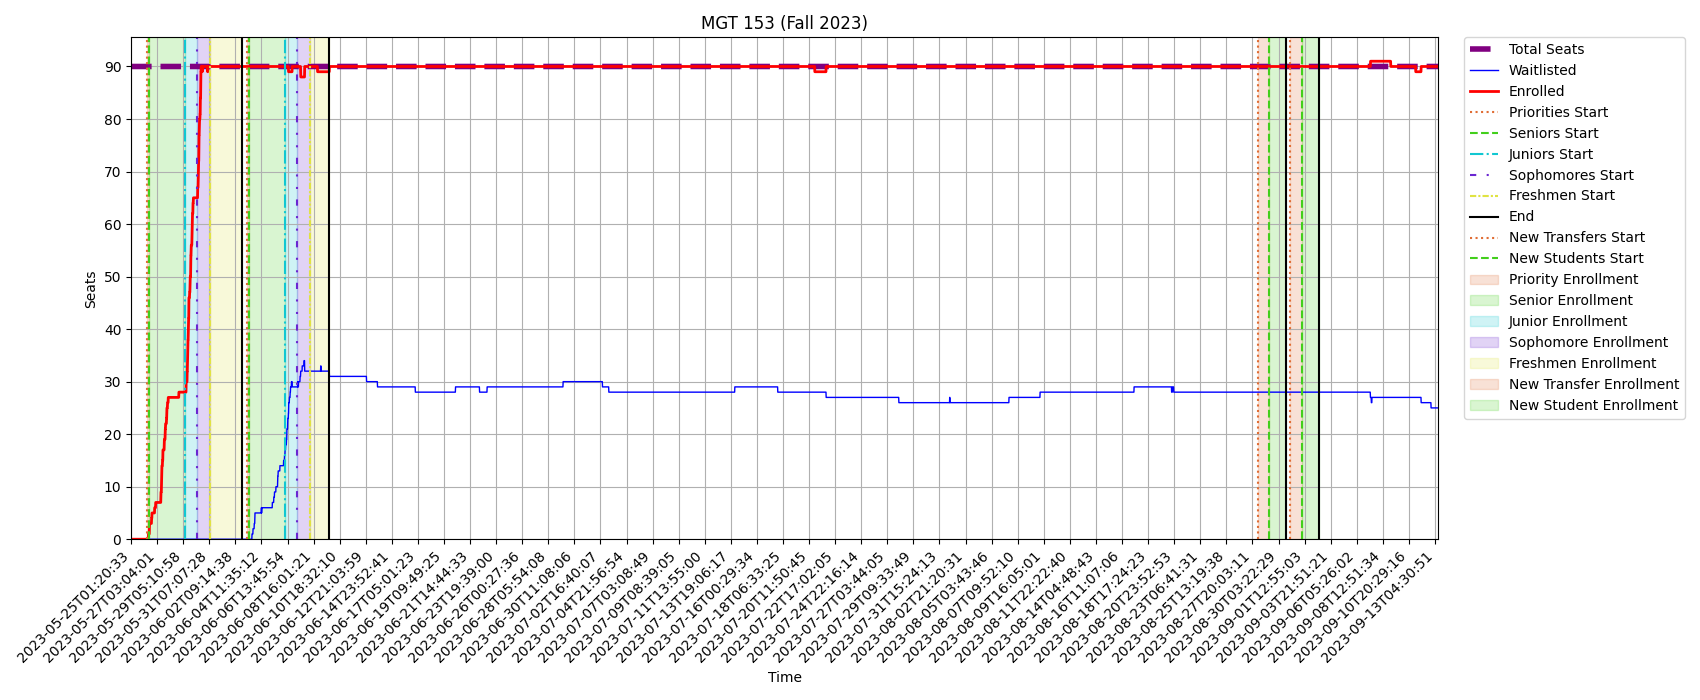 MGT 153 (Fall 2023)
Seats
90
80
70
60
50
40
30
20
10
0
2023-05-25T01:20:33
2023-05-27T03:04:01
2023-05-29T05:10:58
2023-05-31T07:07:28
2023-06-02T09:14:38
2023-06-04T11:35:12
2023-06-06T13:45:54
2023-06-08T16:01:21
2023-06-10T18:32:10
2023-06-12T21:03:59
2023-06-14T23:52:41
2023-06-17T05:01:23
2023-06-19T09:49:25
2023-06-21T14:44:33
2023-06-23T19:39:00
2023-06-26T00:27:36
2023-06-28T05:54:08
2023-06-30T11:08:06
2023-07-02T16:40:07
2023-07-04T21:56:54
2023-07-07T03:08:49
2023-07-09T08:39:05
2023-07-11T13:55:00
2023-07-13T19:06:17
2023-07-16T00:29:34
2023-07-18T06:33:25
2023-07-20T11:50:45
2023-07-22T17:02:05
2023-07-24T22:16:14
2023-07-27T03:44:05
2023-07-29T09:33:49
2023-07-31T15:24:13
2023-08-02T21:20:31
2023-08-05T03:43:46
2023-08-07T09:52:10
2023-08-09T16:05:01
2023-08-11T22:22:40
2023-08-14T04:48:43
2023-08-16T11:07:06
2023-08-18T17:24:23
2023-08-20T23:52:53
2023-08-23T06:41:31
2023-08-25T13:19:38
2023-08-27T20:03:11
2023-08-30T03:22:29
2023-09-01T12:55:03
2023-09-03T21:51:21
2023-09-06T05:26:02
2023-09-08T12:51:34
2023-09-10T20:29:16
2023-09-13T04:30:51
Time
Total Seats
Waitlisted
Enrolled
Priorities Start
Seniors Start
Juniors Start
Sophomores Start
Freshmen Start
End
New Transfers Start
New Students Start
Priority Enrollment
Senior Enrollment
Junior Enrollment
Sophomore Enrollment
Freshmen Enrollment
New Transfer Enrollment
New Student Enrollment